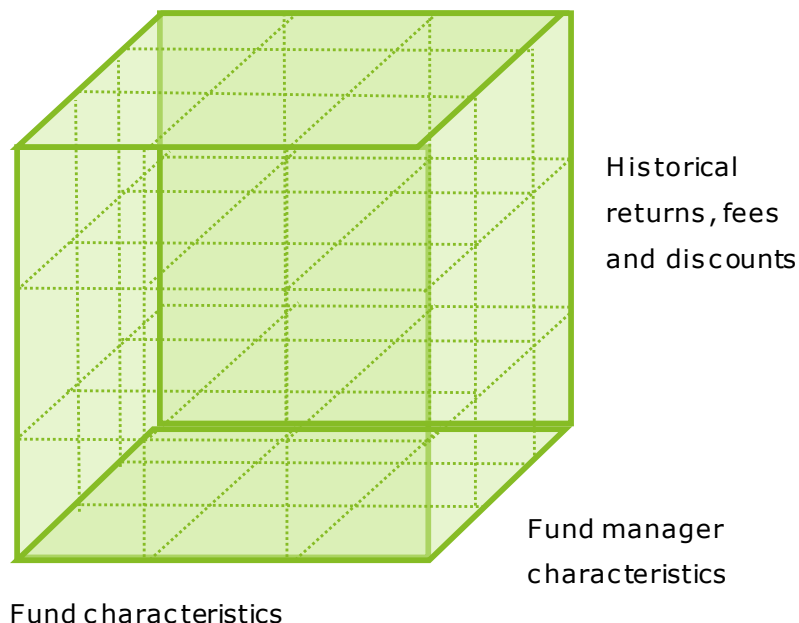 Historical
returns, fees
and discounts
Fund manager
characteristics
Fund characteristics